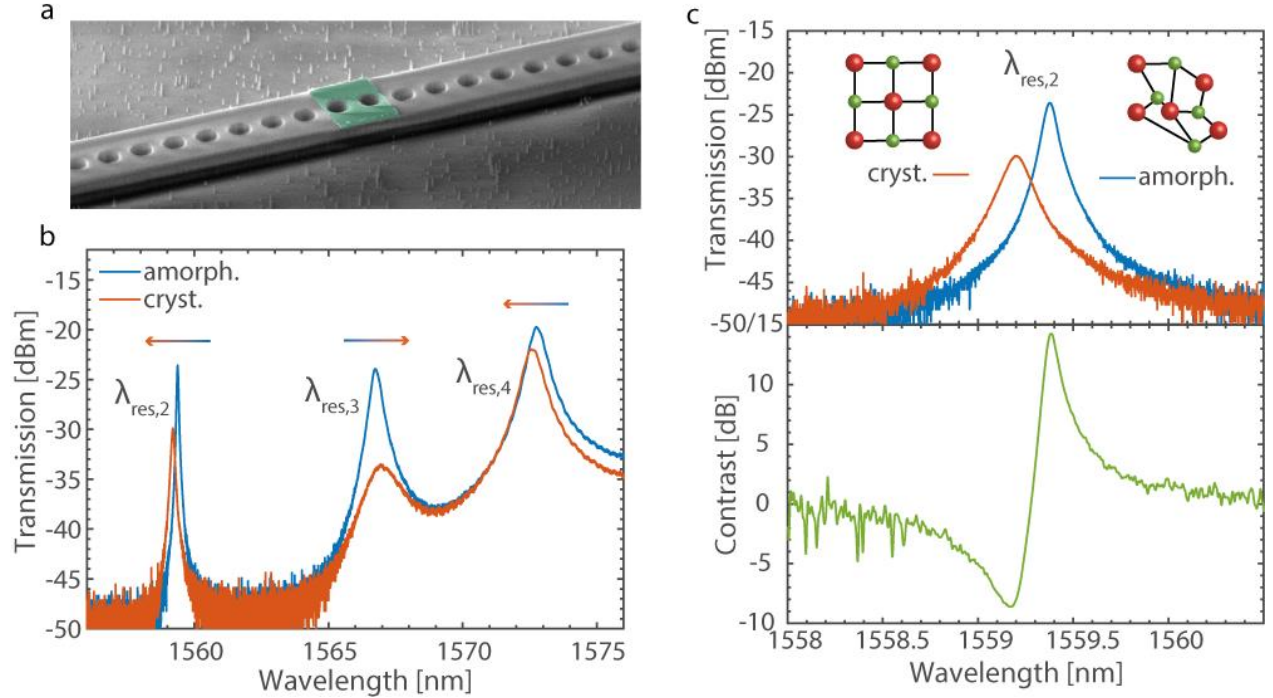 a
b
-15
-20
-25
-30
-35
-40
-45
-50
Transmission [dBm]
amorph.
cryst.
λres,2
λres,3
λres,4
1560
1565
1570
1575
Wavelength [nm]
c
-15
-20
-25
-30
-35
-40
-45
-50/15
Transmission [dBm]
λres,2
cryst.
amorph.
10
5
0
-5
-10
Contrast [dB]
1558
1558.5
1559
1559.5
1560
Wavelength [nm]